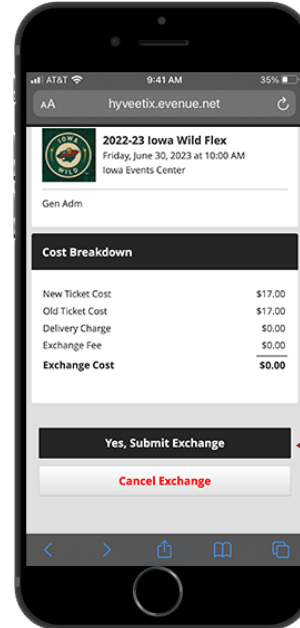 AT&T 9:41 AM 35%
AA hyveetix.evenue.net
IOWA
WILD
2022-23 Iowa Wild Flex
Friday, June 30, 2023 at 10:00 AM
Iowa Events Center
Gen Adm
Cost Breakdown
New Ticket Cost $17.00
Old Ticket Cost $17.00
Delivery Charge $0.00
Exchange Fee $0.00
Exchange Cost $0.00
Yes, Submit Exchange
Cancel Exchange